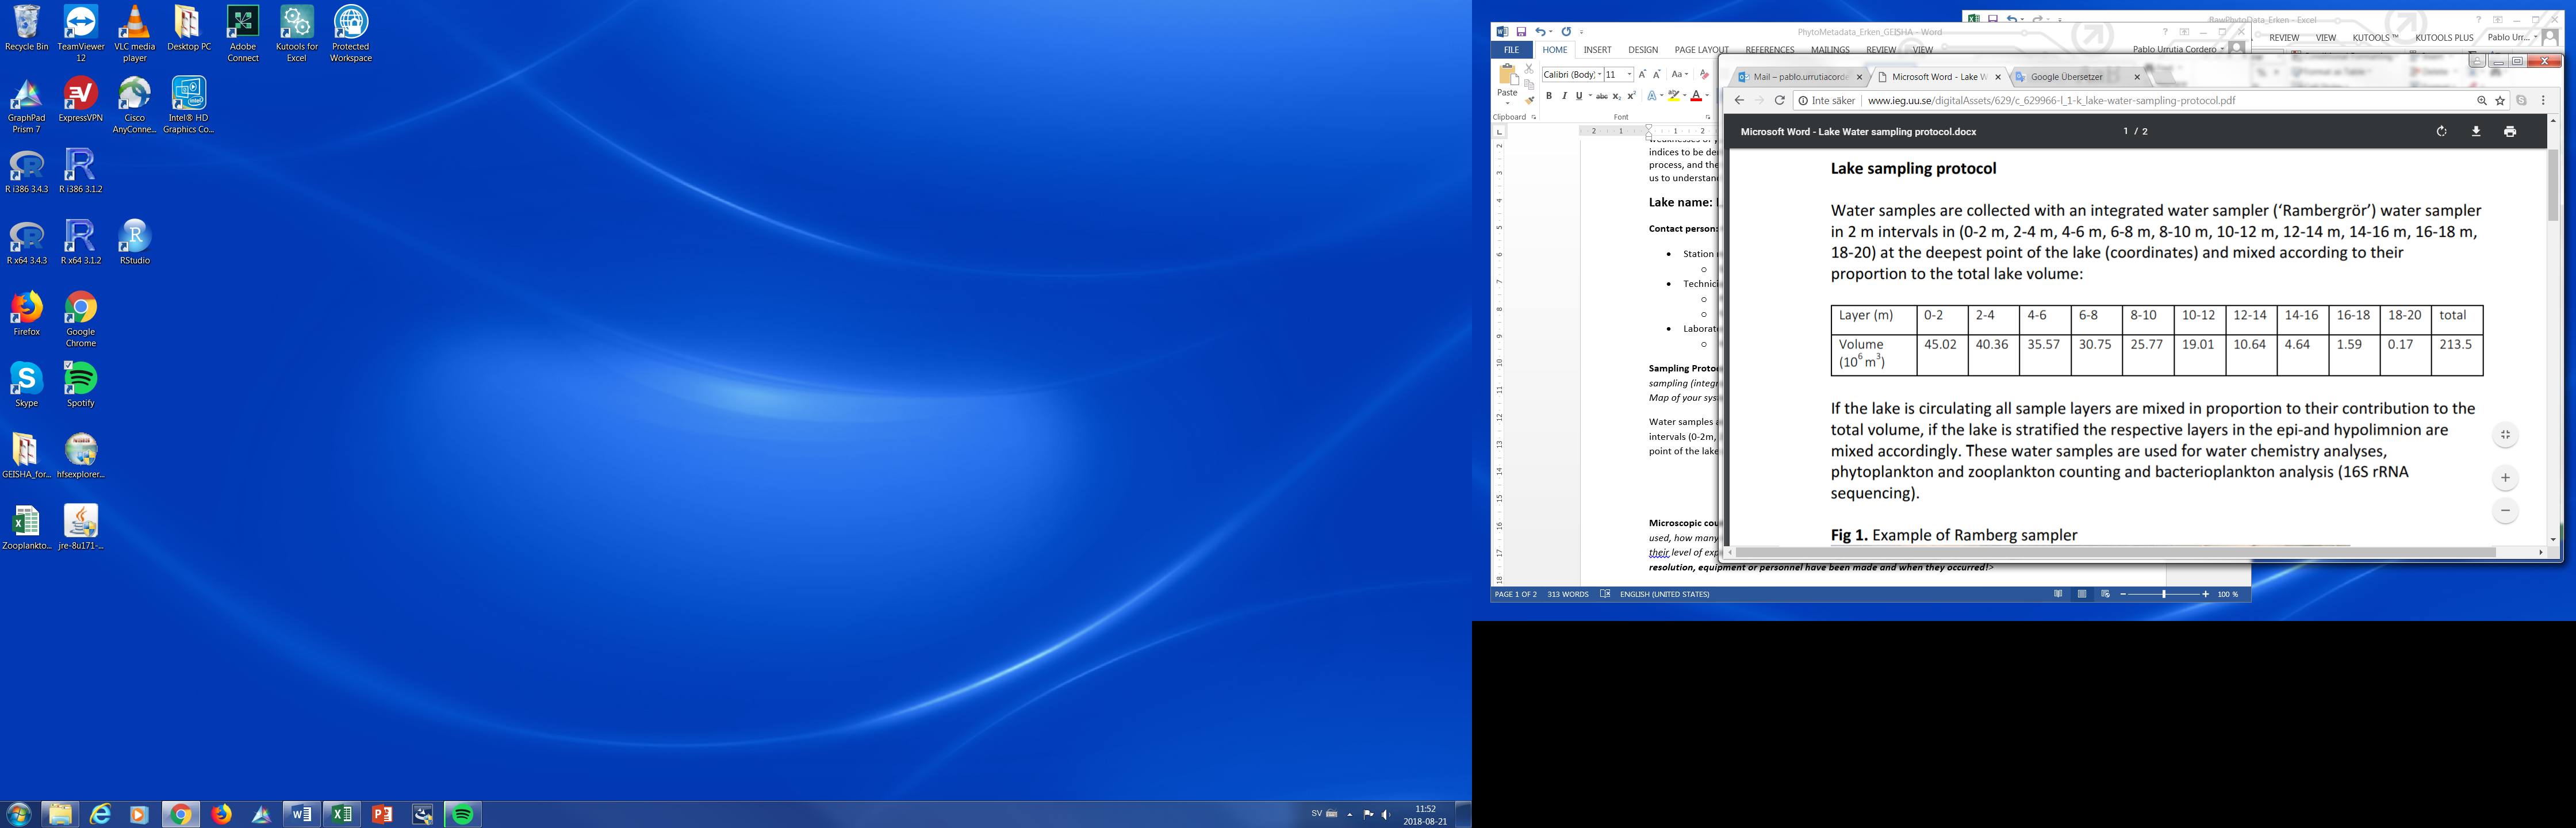 Recycle Bin
TeamViewer 12
VLC media player
Desktop PC
Adobe Connect
Kutools for Excel
Protected Workspace
GraphPad Prism 7
ExpressVPN
Cisco AnyConne...
Intel® HD Graphics Co...
R i386 3.4.3
R i386 3.1.2
R x64 3.4.3
R x64 3.1.2
RStudio
Firefox
Google Chrome
Skype
Spotify
GEISHA_for...
hfsexplorer...
Zooplankto...
jre-8u171-...
SV
11:52
2018-08-21
RawPhytoData_Erken - Excel
REVIEW VIEW KUTOOLS ™ KUTOOLS PLUS Pablo Urr...
PhytoMetadata_Erken_GEISHA - Word
FILE HOME INSERT DESIGN PAGE LAYOUT REFERENCES MAILINGS REVIEW VIEW
Pablo Urrutia Cordero
Calibri (Body) 11
Paste
Clipboard
Font
indices to be de
process, and the
us to understan
Lake name:
Contact person:
Station
Technici
Laborat
Sampling Proto
sampling (integr
Map of your sys
Water samples a
intervals (0-2m,
point of the lake
Microscopic cou
used, how many
their level of exp
resolution, equipment or personnel have been made and when they occurred!>
PAGE 1 OF 2 313 WORDS ENGLISH (UNITED STATES)
100 %
Mail – pablo.urrutiacorde
Microsoft Word - Lake W
Google Übersetzer
Inte säker | www.ieg.uu.se/digitalAssets/629/c_629966-l_1-k_lake-water-sampling-protocol.pdf
Microsoft Word - Lake Water sampling protocol.docx
1 / 2
Lake sampling protocol
Water samples are collected with an integrated water sampler (‘Rambergrör’) water sampler
in 2 m intervals in (0-2 m, 2-4 m, 4-6 m, 6-8 m, 8-10 m, 10-12 m, 12-14 m, 14-16 m, 16-18 m,
18-20) at the deepest point of the lake (coordinates) and mixed according to their
proportion to the total lake volume:
Layer (m) 0-2 2-4 4-6 6-8 8-10 10-12 12-14 14-16 16-18 18-20 total
Volume (10⁶ m³) 45.02 40.36 35.57 30.75 25.77 19.01 10.64 4.64 1.59 0.17 213.5
If the lake is circulating all sample layers are mixed in proportion to their contribution to the
total volume, if the lake is stratified the respective layers in the epi-and hypolimnion are
mixed accordingly. These water samples are used for water chemistry analyses,
phytoplankton and zooplankton counting and bacterioplankton analysis (16S rRNA
sequencing).
Fig 1. Example of Ramberg sampler